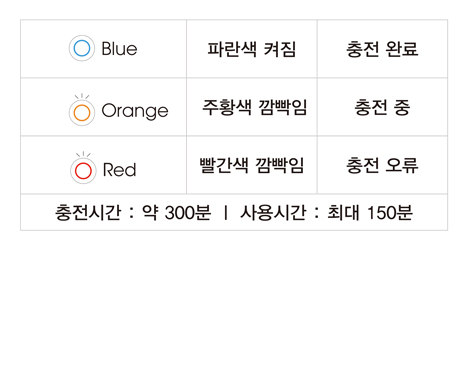 Blue 파란색 켜짐 충전 완료
Orange 주황색 깜빡임 충전 중
Red 빨간색 깜빡임 충전 오류
충전시간 : 약 300분 | 사용시간 : 최대 150분